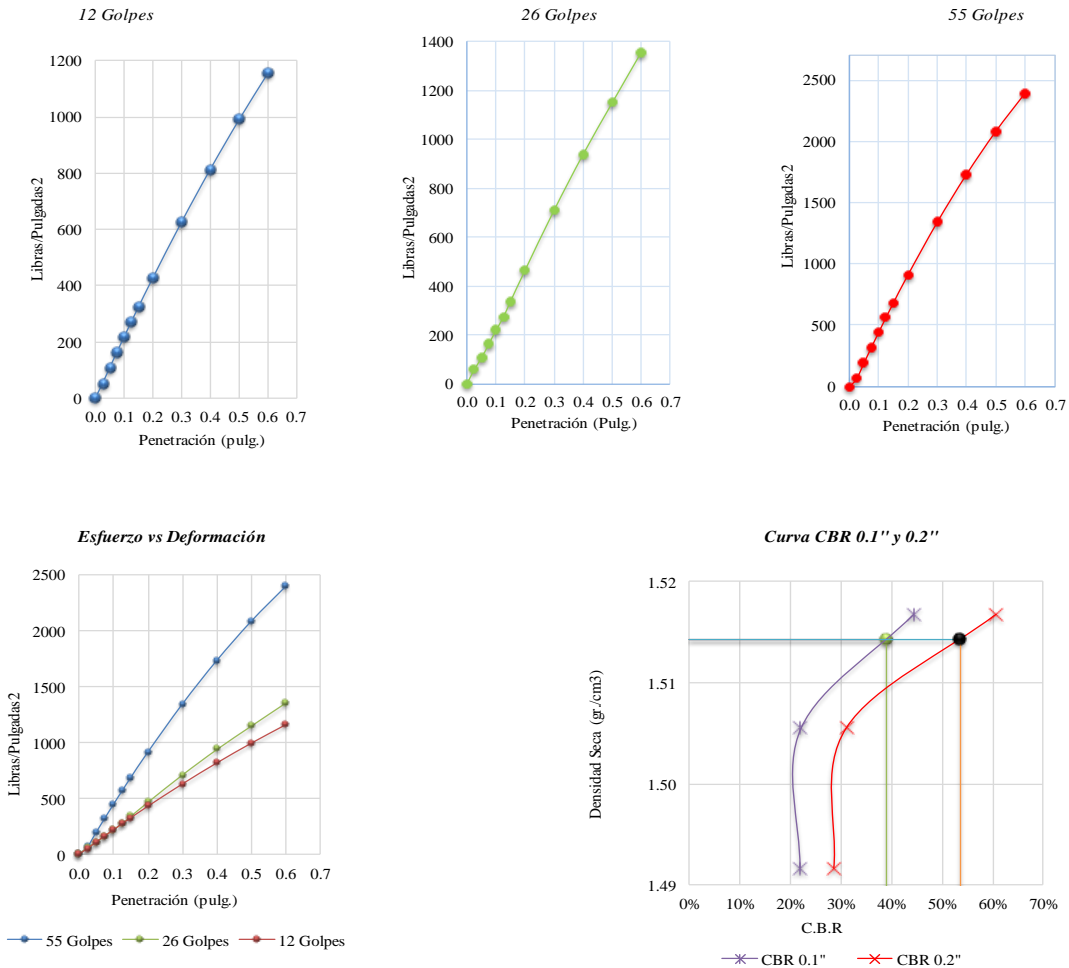 12 Golpes
1200
1000
800
600
400
200
0
0.0 0.1 0.2 0.3 0.4 0.5 0.6 0.7
Libras/Pulgadas2
Penetración (pulg.)
26 Golpes
1400
1200
1000
800
600
400
200
0
0.0 0.1 0.2 0.3 0.4 0.5 0.6 0.7
Libras/Pulgadas2
Penetración (Pulg.)
55 Golpes
2500
2000
1500
1000
500
0
0.0 0.1 0.2 0.3 0.4 0.5 0.6 0.7
Libras/Pulgadas2
Penetración (pulg.)
Esfuerzo vs Deformación
2500
2000
1500
1000
500
0
0.0 0.1 0.2 0.3 0.4 0.5 0.6 0.7
Libras/Pulgadas2
Penetración (pulg.)
55 Golpes 26 Golpes 12 Golpes
Curva CBR 0.1" y 0.2"
1.52
1.51
1.50
1.49
0% 10% 20% 30% 40% 50% 60% 70%
Densidad Seca (gr./cm3)
C.B.R
CBR 0.1" CBR 0.2"